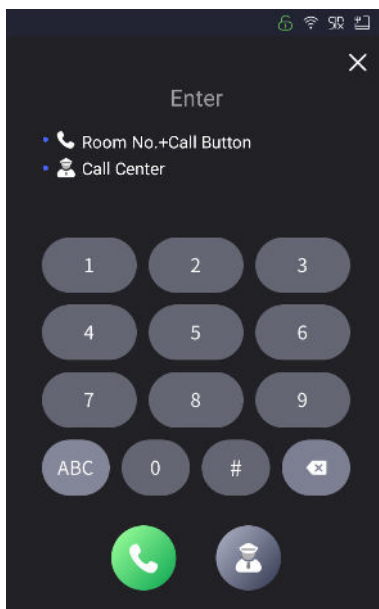 Enter
Room No.+Call Button
Call Center
1 2 3
4 5 6
7 8 9
ABC 0 #